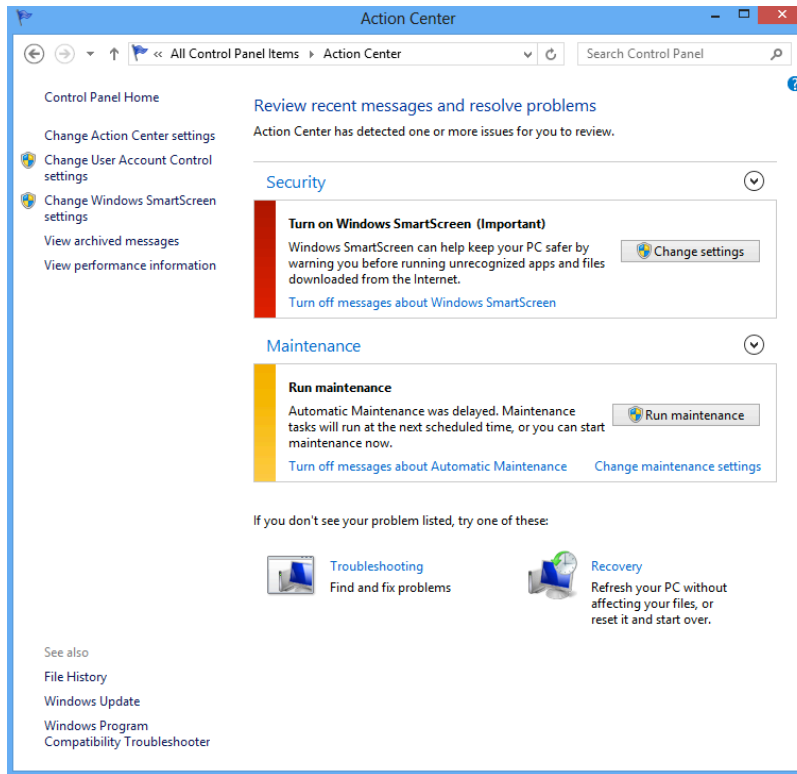 Action Center
« All Control Panel Items ▸ Action Center
Search Control Panel
?
Control Panel Home
Change Action Center settings
Change User Account Control
settings
Change Windows SmartScreen
settings
View archived messages
View performance information
Review recent messages and resolve problems
Action Center has detected one or more issues for you to review.
Security
Turn on Windows SmartScreen (Important)
Windows SmartScreen can help keep your PC safer by
warning you before running unrecognized apps and files
downloaded from the Internet.
Change settings
Turn off messages about Windows SmartScreen
Maintenance
Run maintenance
Automatic Maintenance was delayed. Maintenance
tasks will run at the next scheduled time, or you can start
maintenance now.
Run maintenance
Turn off messages about Automatic Maintenance
Change maintenance settings
If you don't see your problem listed, try one of these:
Troubleshooting
Find and fix problems
Recovery
Refresh your PC without
affecting your files, or
reset it and start over.
See also
File History
Windows Update
Windows Program
Compatibility Troubleshooter